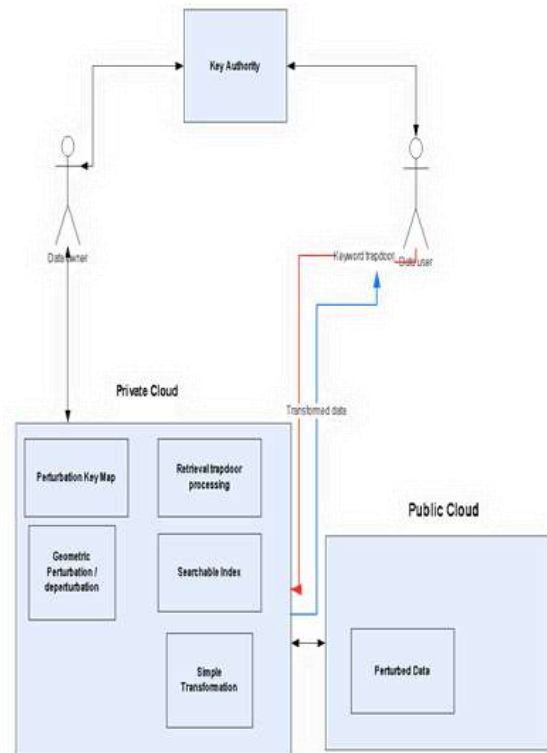 Key Authority
Data owner
Keyword trapdoor
Data user
Private Cloud
Transformed data
Perturbation Key Map
Retrieval trapdoor
processing
Public Cloud
Geometric
Perturbation /
deperturbation
Searchable Index
Simple
Transformation
Perturbed Data